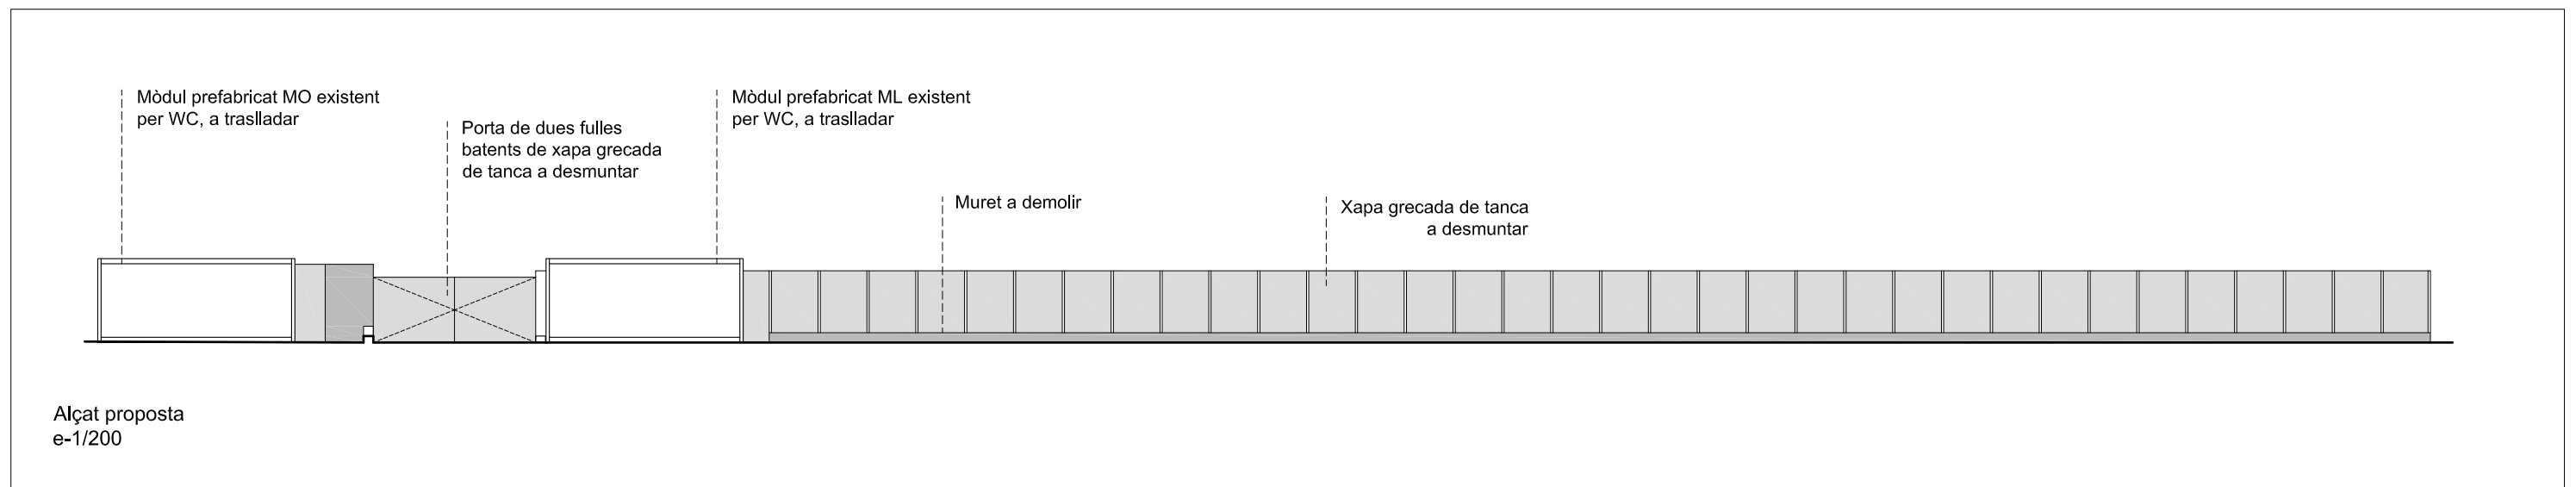 Mòdul prefabricat MO existent
per WC, a traslladar
Porta de dues fulles
batents de xapa grecada
de tanca a desmuntar
Mòdul prefabricat ML existent
per WC, a traslladar
Muret a demolir
Xapa grecada de tanca
a desmuntar
Alçat proposta
e-1/200